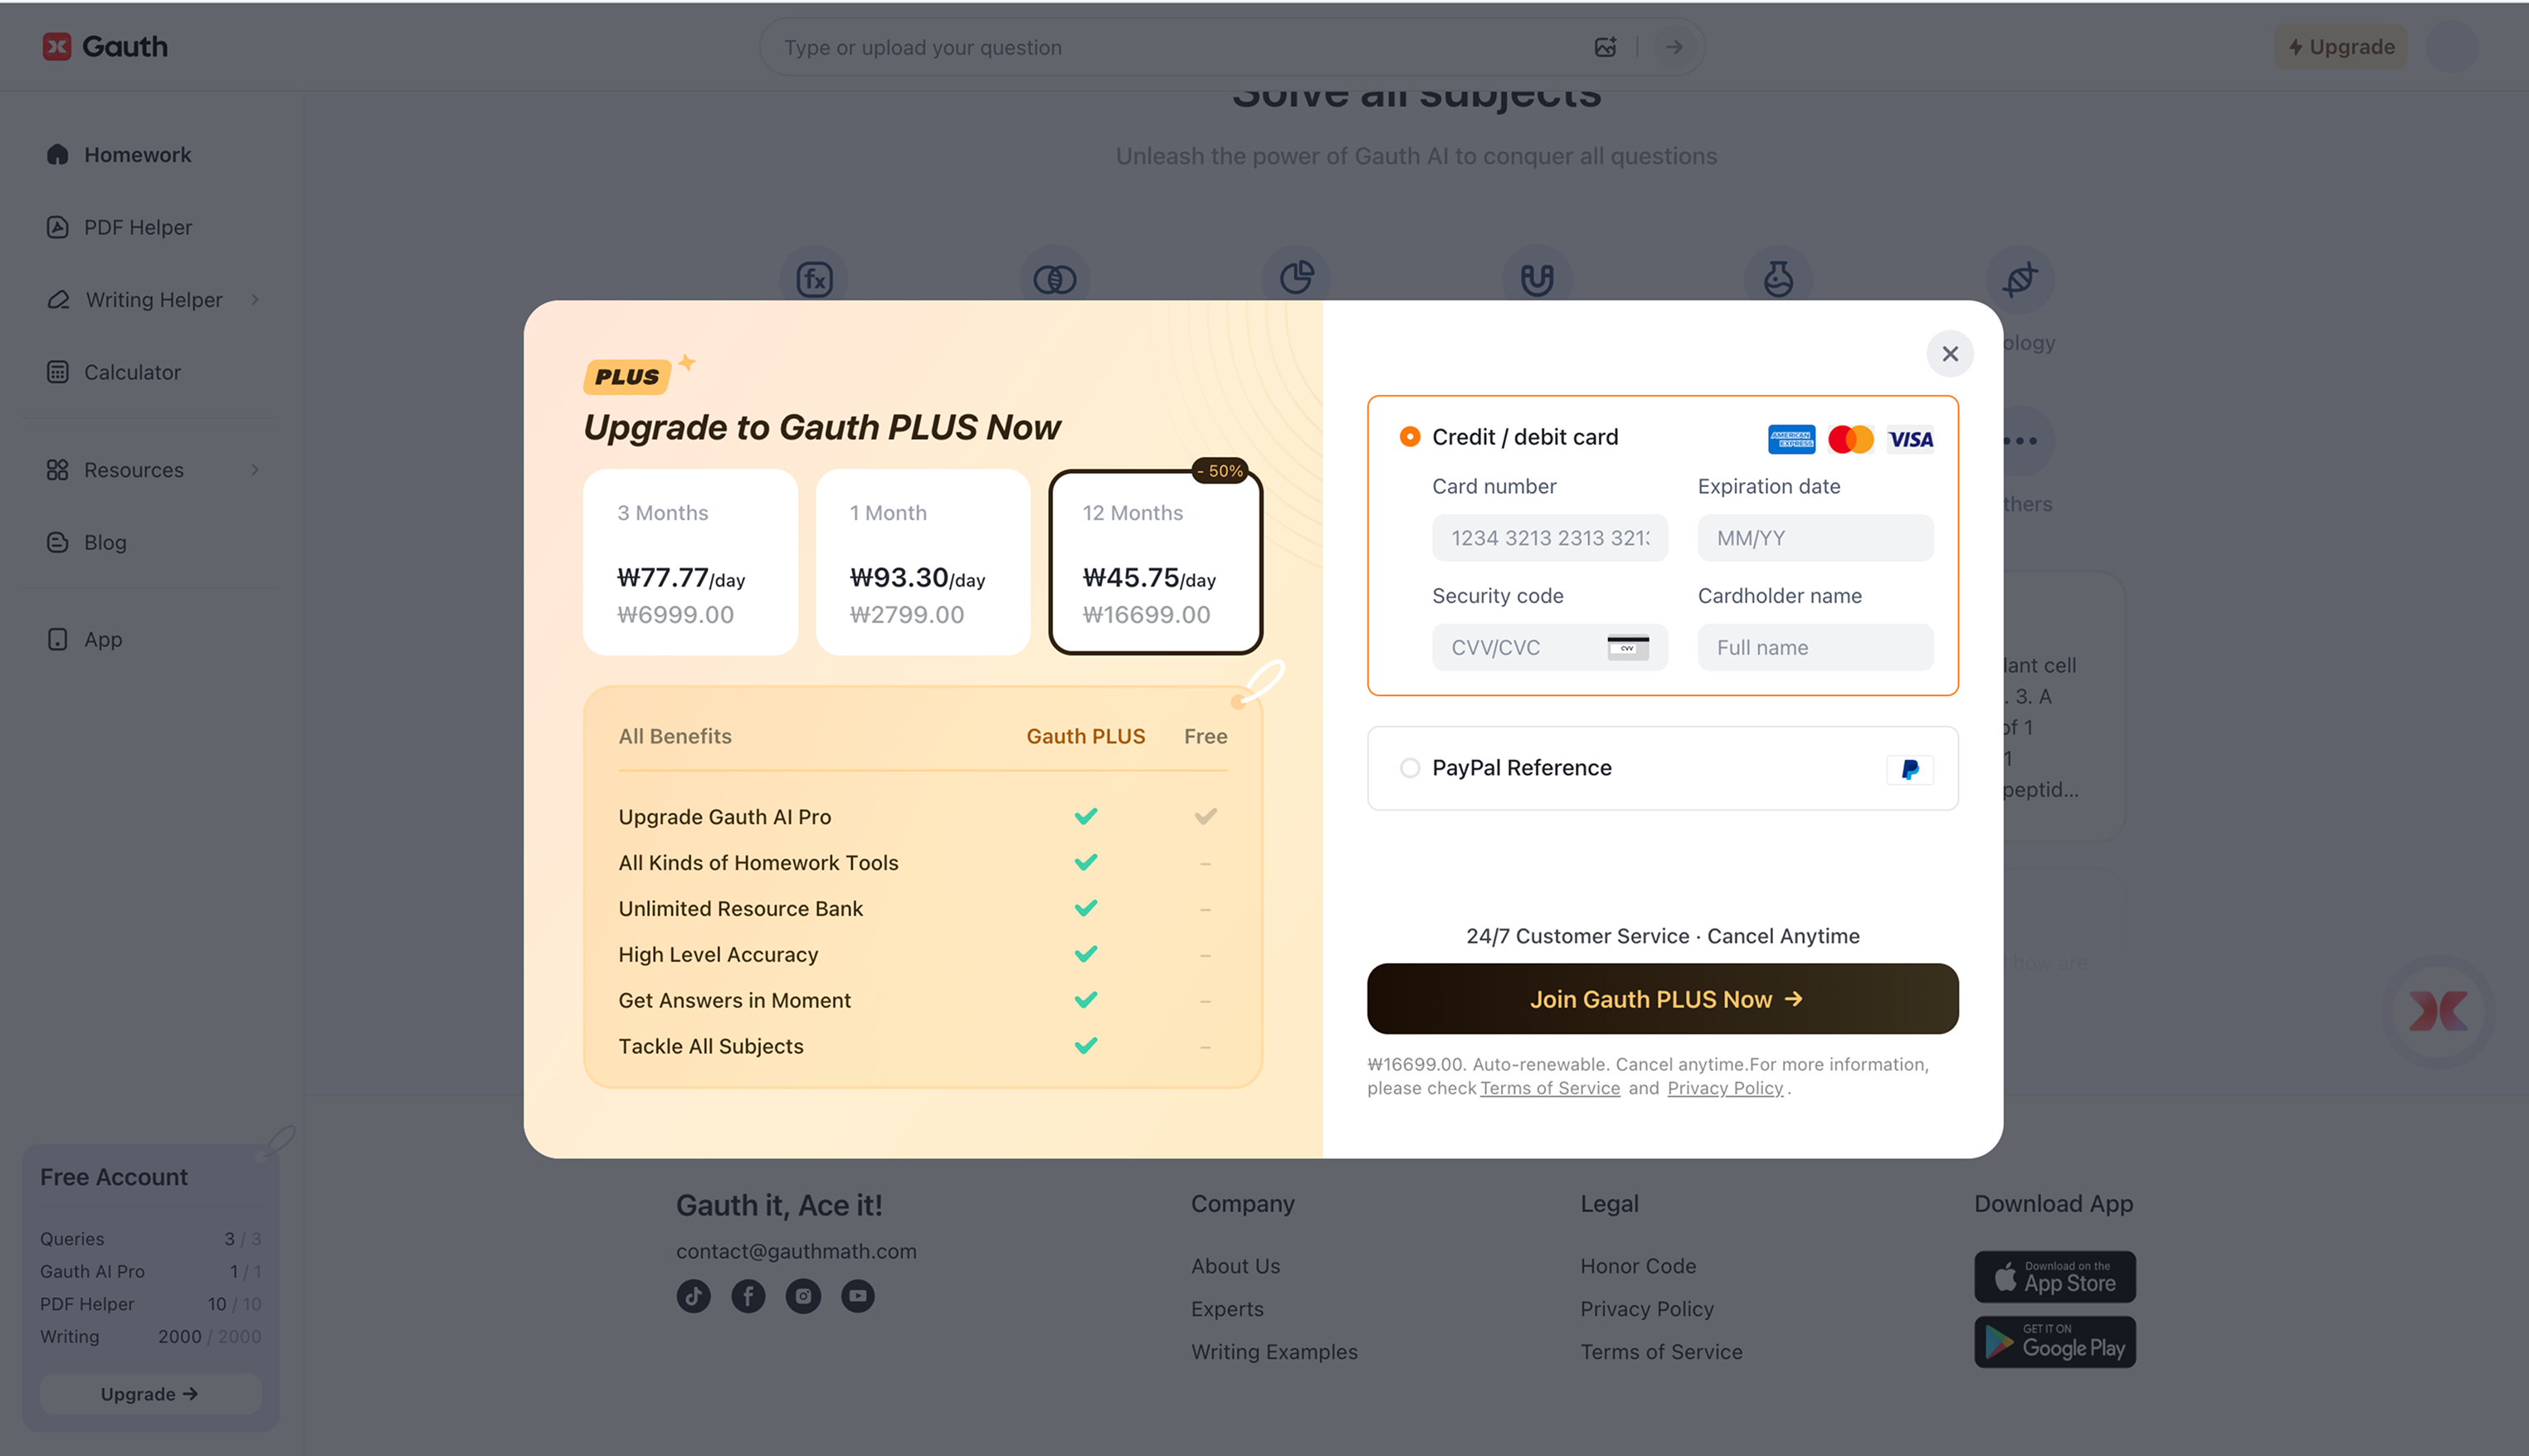 Gauth
Type or upload your question
Upgrade
Homework
PDF Helper
Writing Helper
Calculator
Resources
Blog
App
Free Account
Queries 3 / 3
Gauth AI Pro 1 / 1
PDF Helper 10 / 10
Writing 2000 / 2000
Upgrade →
Solve all subjects
Unleash the power of Gauth AI to conquer all questions
fx
ology
thers
lant cell
. 3. A
of 1
1
peptid...
how are
PLUS
Upgrade to Gauth PLUS Now
3 Months
₩77.77/day
₩6999.00
1 Month
₩93.30/day
₩2799.00
- 50%
12 Months
₩45.75/day
₩16699.00
All Benefits Gauth PLUS Free
Upgrade Gauth AI Pro
All Kinds of Homework Tools –
Unlimited Resource Bank –
High Level Accuracy –
Get Answers in Moment –
Tackle All Subjects –
Credit / debit card
AMERICAN EXPRESS
VISA
Card number
1234 3213 2313 321
Expiration date
MM/YY
Security code
CVV/CVC
CVV
Cardholder name
Full name
PayPal Reference
24/7 Customer Service · Cancel Anytime
Join Gauth PLUS Now →
₩16699.00. Auto-renewable. Cancel anytime.For more information,
please check Terms of Service and Privacy Policy .
Gauth it, Ace it!
contact@gauthmath.com
Company
About Us
Experts
Writing Examples
Legal
Honor Code
Privacy Policy
Terms of Service
Download App
Download on the
App Store
GET IT ON
Google Play